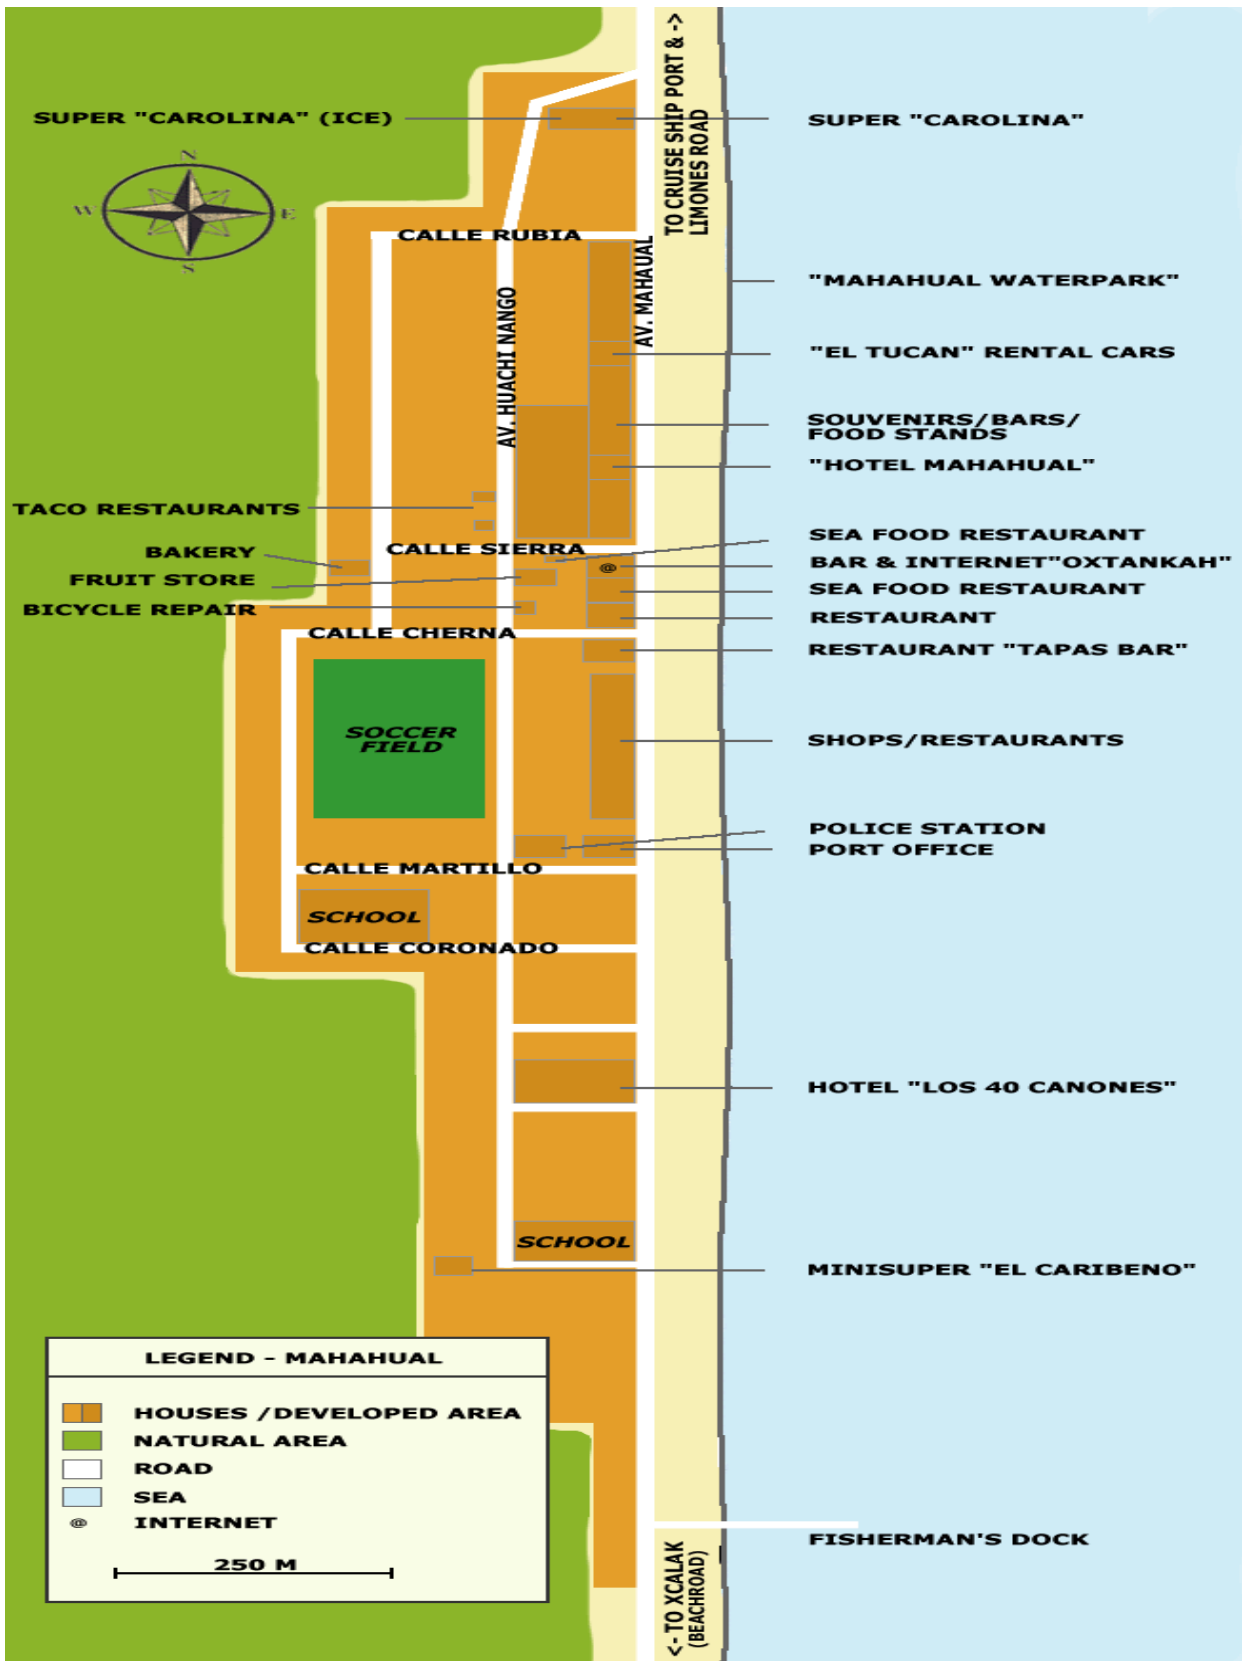 TO CRUISE SHIP PORT & ->
LIMONES ROAD
SUPER "CAROLINA" (ICE)
SUPER "CAROLINA"
N
W
E
S
CALLE RUBIA
AV. MAHAUAL
"MAHAHUAL WATERPARK"
AV. HUACHI NANGO
"EL TUCAN" RENTAL CARS
SOUVENIRS/BARS/
FOOD STANDS
"HOTEL MAHAHUAL"
TACO RESTAURANTS
SEA FOOD RESTAURANT
CALLE SIERRA
BAKERY
@
BAR & INTERNET"OXTANKAH"
FRUIT STORE
SEA FOOD RESTAURANT
BICYCLE REPAIR
RESTAURANT
CALLE CHERNA
RESTAURANT "TAPAS BAR"
SOCCER
FIELD
SHOPS/RESTAURANTS
POLICE STATION
PORT OFFICE
CALLE MARTILLO
SCHOOL
CALLE CORONADO
HOTEL "LOS 40 CANONES"
SCHOOL
MINISUPER "EL CARIBENO"
LEGEND - MAHAHUAL
HOUSES /DEVELOPED AREA
NATURAL AREA
ROAD
SEA
@ INTERNET
250 M
FISHERMAN'S DOCK
<- TO XCALAK
(BEACHROAD)